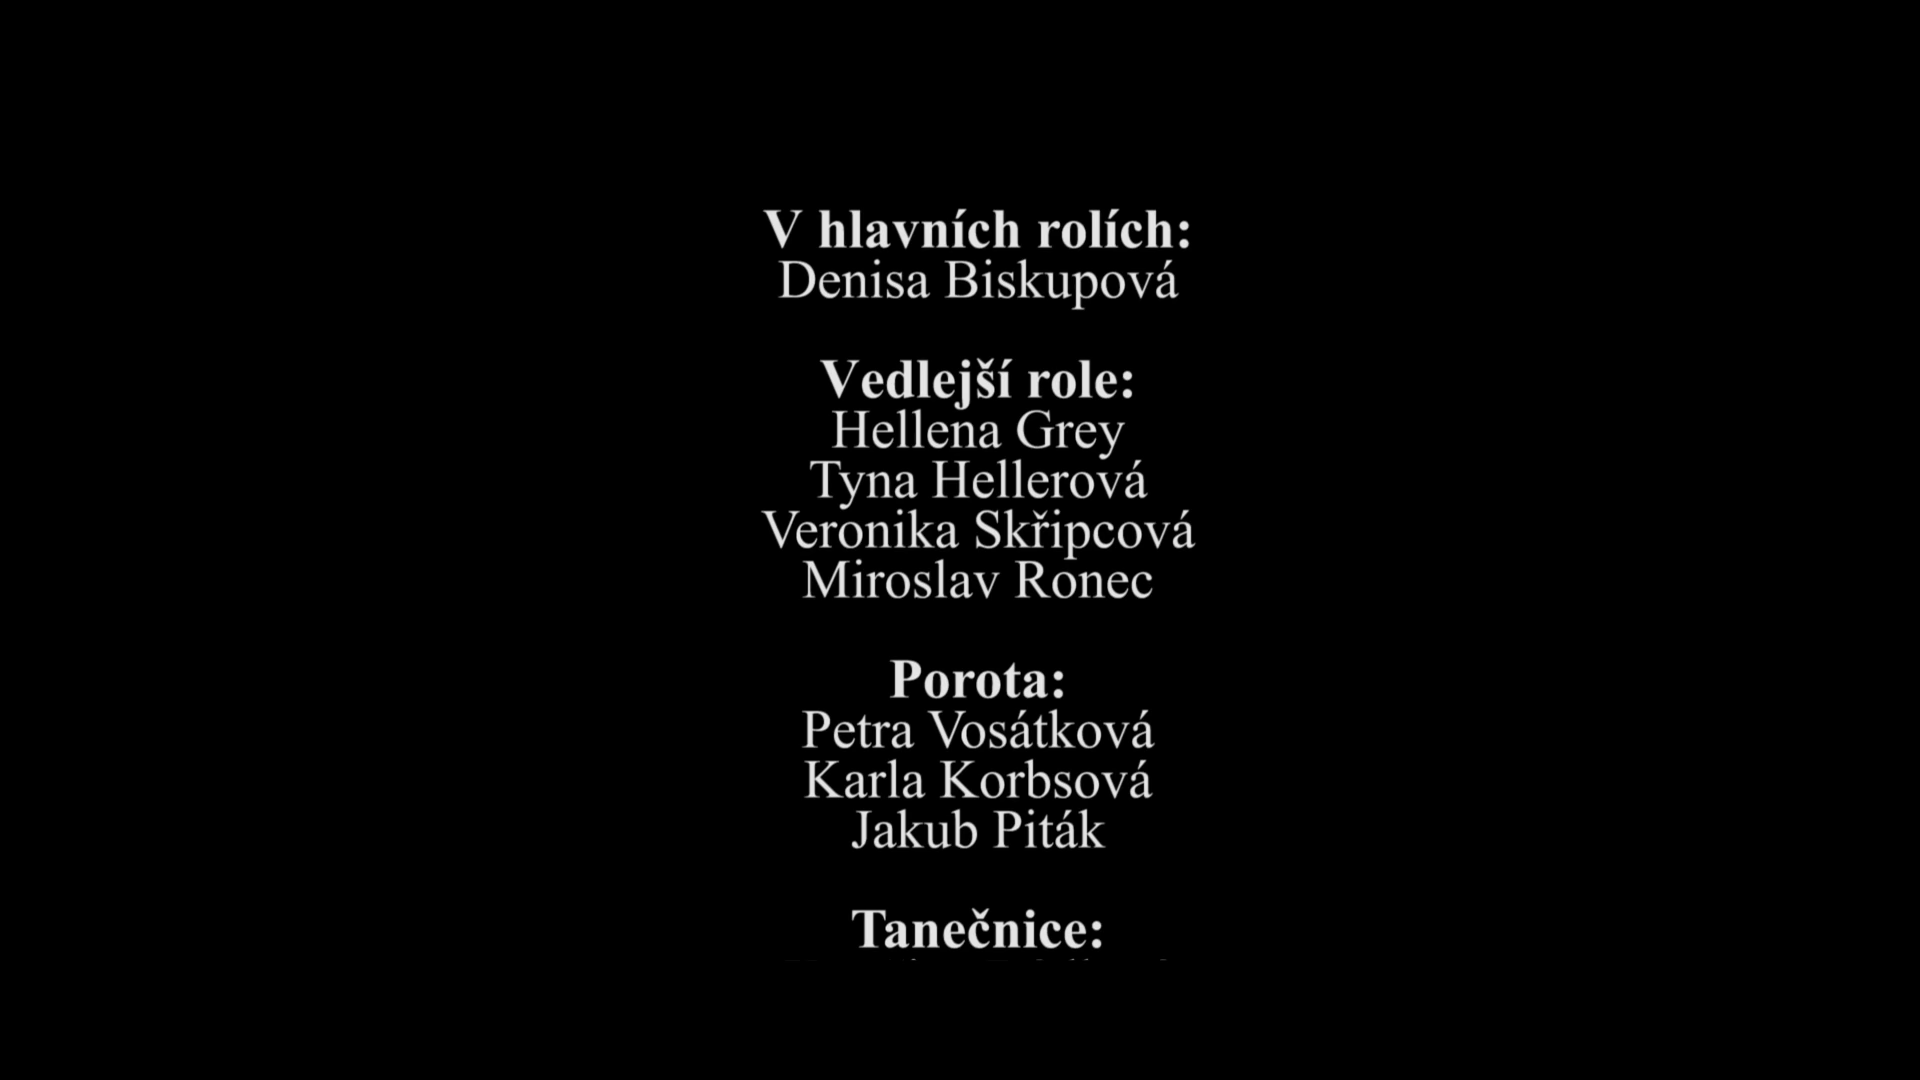 V hlavních rolích:
Denisa Biskupová
Vedlejší role:
Hellena Grey
Tyna Hellerová
Veronika Skřipcová
Miroslav Ronec
Porota:
Petra Vosátková
Karla Korbsová
Jakub Piták
Tanečnice: